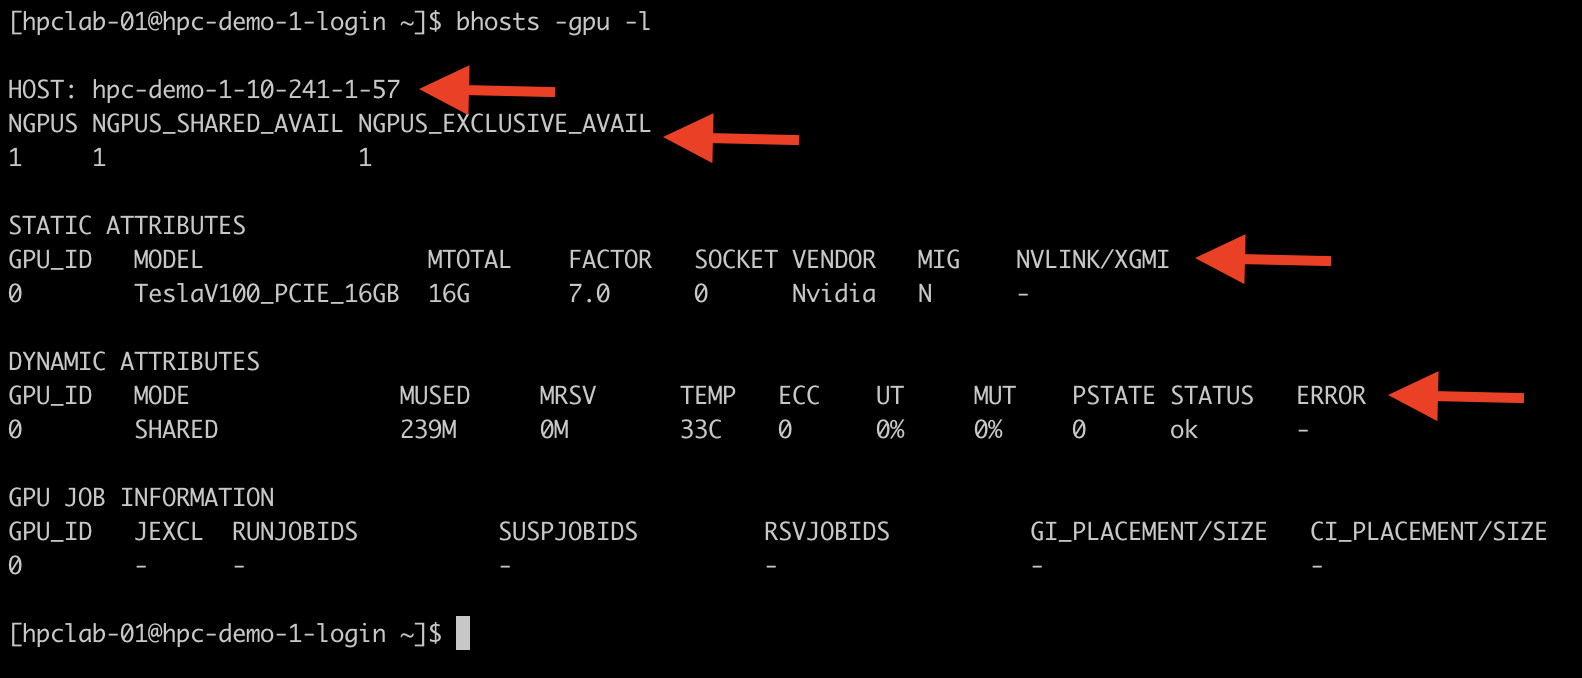 [hpclab-01@hpc-demo-1-login ~]$ bhosts -gpu -l
HOST: hpc-demo-1-10-241-1-57
NGPUS NGPUS_SHARED_AVAIL NGPUS_EXCLUSIVE_AVAIL
1 1 1
STATIC ATTRIBUTES
GPU_ID MODEL MTOTAL FACTOR SOCKET VENDOR MIG NVLINK/XGMI
0 TeslaV100_PCIE_16GB 16G 7.0 0 Nvidia N -
DYNAMIC ATTRIBUTES
GPU_ID MODE MUSED MRSV TEMP ECC UT MUT PSTATE STATUS ERROR
0 SHARED 239M 0M 33C 0 0% 0% 0 ok -
GPU JOB INFORMATION
GPU_ID JEXCL RUNJOBIDS SUSPJOBIDS RSVJOBIDS GI_PLACEMENT/SIZE CI_PLACEMENT/SIZE
0 - - - - - -
[hpclab-01@hpc-demo-1-login ~]$